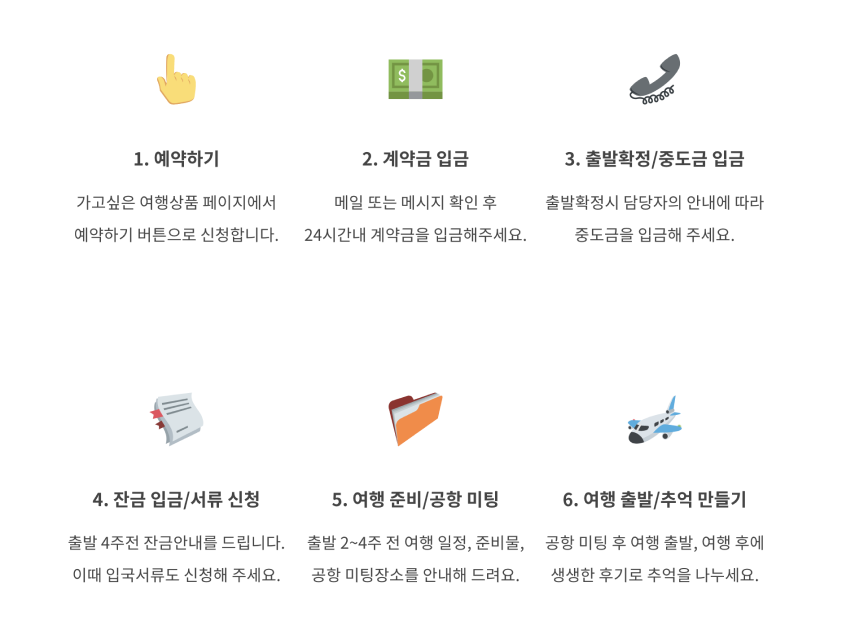 1. 예약하기
가고싶은 여행상품 페이지에서
예약하기 버튼으로 신청합니다.
2. 계약금 입금
메일 또는 메시지 확인 후
24시간내 계약금을 입금해주세요.
3. 출발확정/중도금 입금
출발확정시 담당자의 안내에 따라
중도금을 입금해 주세요.
4. 잔금 입금/서류 신청
출발 4주전 잔금안내를 드립니다.
이때 입국서류도 신청해 주세요.
5. 여행 준비/공항 미팅
출발 2~4주 전 여행 일정, 준비물,
공항 미팅장소를 안내해 드려요.
6. 여행 출발/추억 만들기
공항 미팅 후 여행 출발, 여행 후에
생생한 후기로 추억을 나누세요.